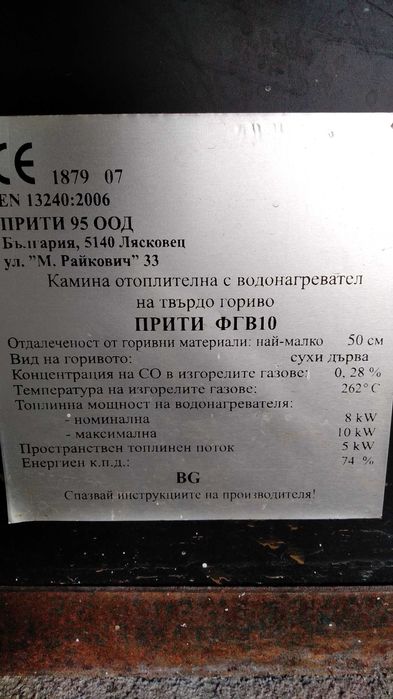 CE 1879 07
EN 13240:2006
ПРИТИ 95 ООД
България, 5140 Лясковец
ул. "М. Райкович" 33
Камина отоплителна с водонагревател
на твърдо гориво
ПРИТИ ФГВ10
Отдалеченост от горивни материали: най-малко 50 см
Вид на горивото: сухи дърва
Концентрация на СО в изгорелите газове: 0, 28 %
Температура на изгорелите газове: 262° С
Топлинна мощност на водонагревателя:
- номинална 8 kW
- максимална 10 kW
Пространствен топлинен поток 5 kW
Енергиен к.п.д.: 74 %
BG
Спазвай инструкциите на производителя!